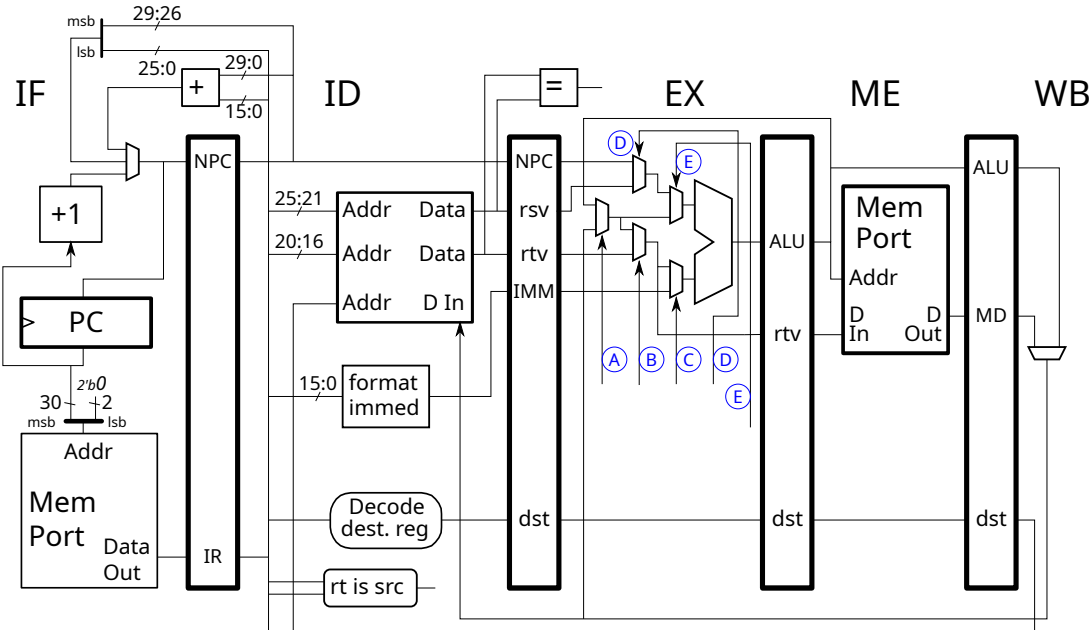 29:26
msb
lsb
25:0
29:0
+
=
15:0
IF
ID
EX
ME
WB
D
E
NPC
NPC
ALU
+1
25:21
Addr
Data
rsv
20:16
Addr
Data
rtv
ALU
Mem
Port
Addr
Addr
D In
IMM
PC
D
In
D
Out
MD
rtv
A
B
C
D
E
15:0
format
immed
2'b0
30
2
msb
lsb
Addr
Mem
Port
Data
Out
IR
Decode
dest. reg
dst
dst
dst
rt is src